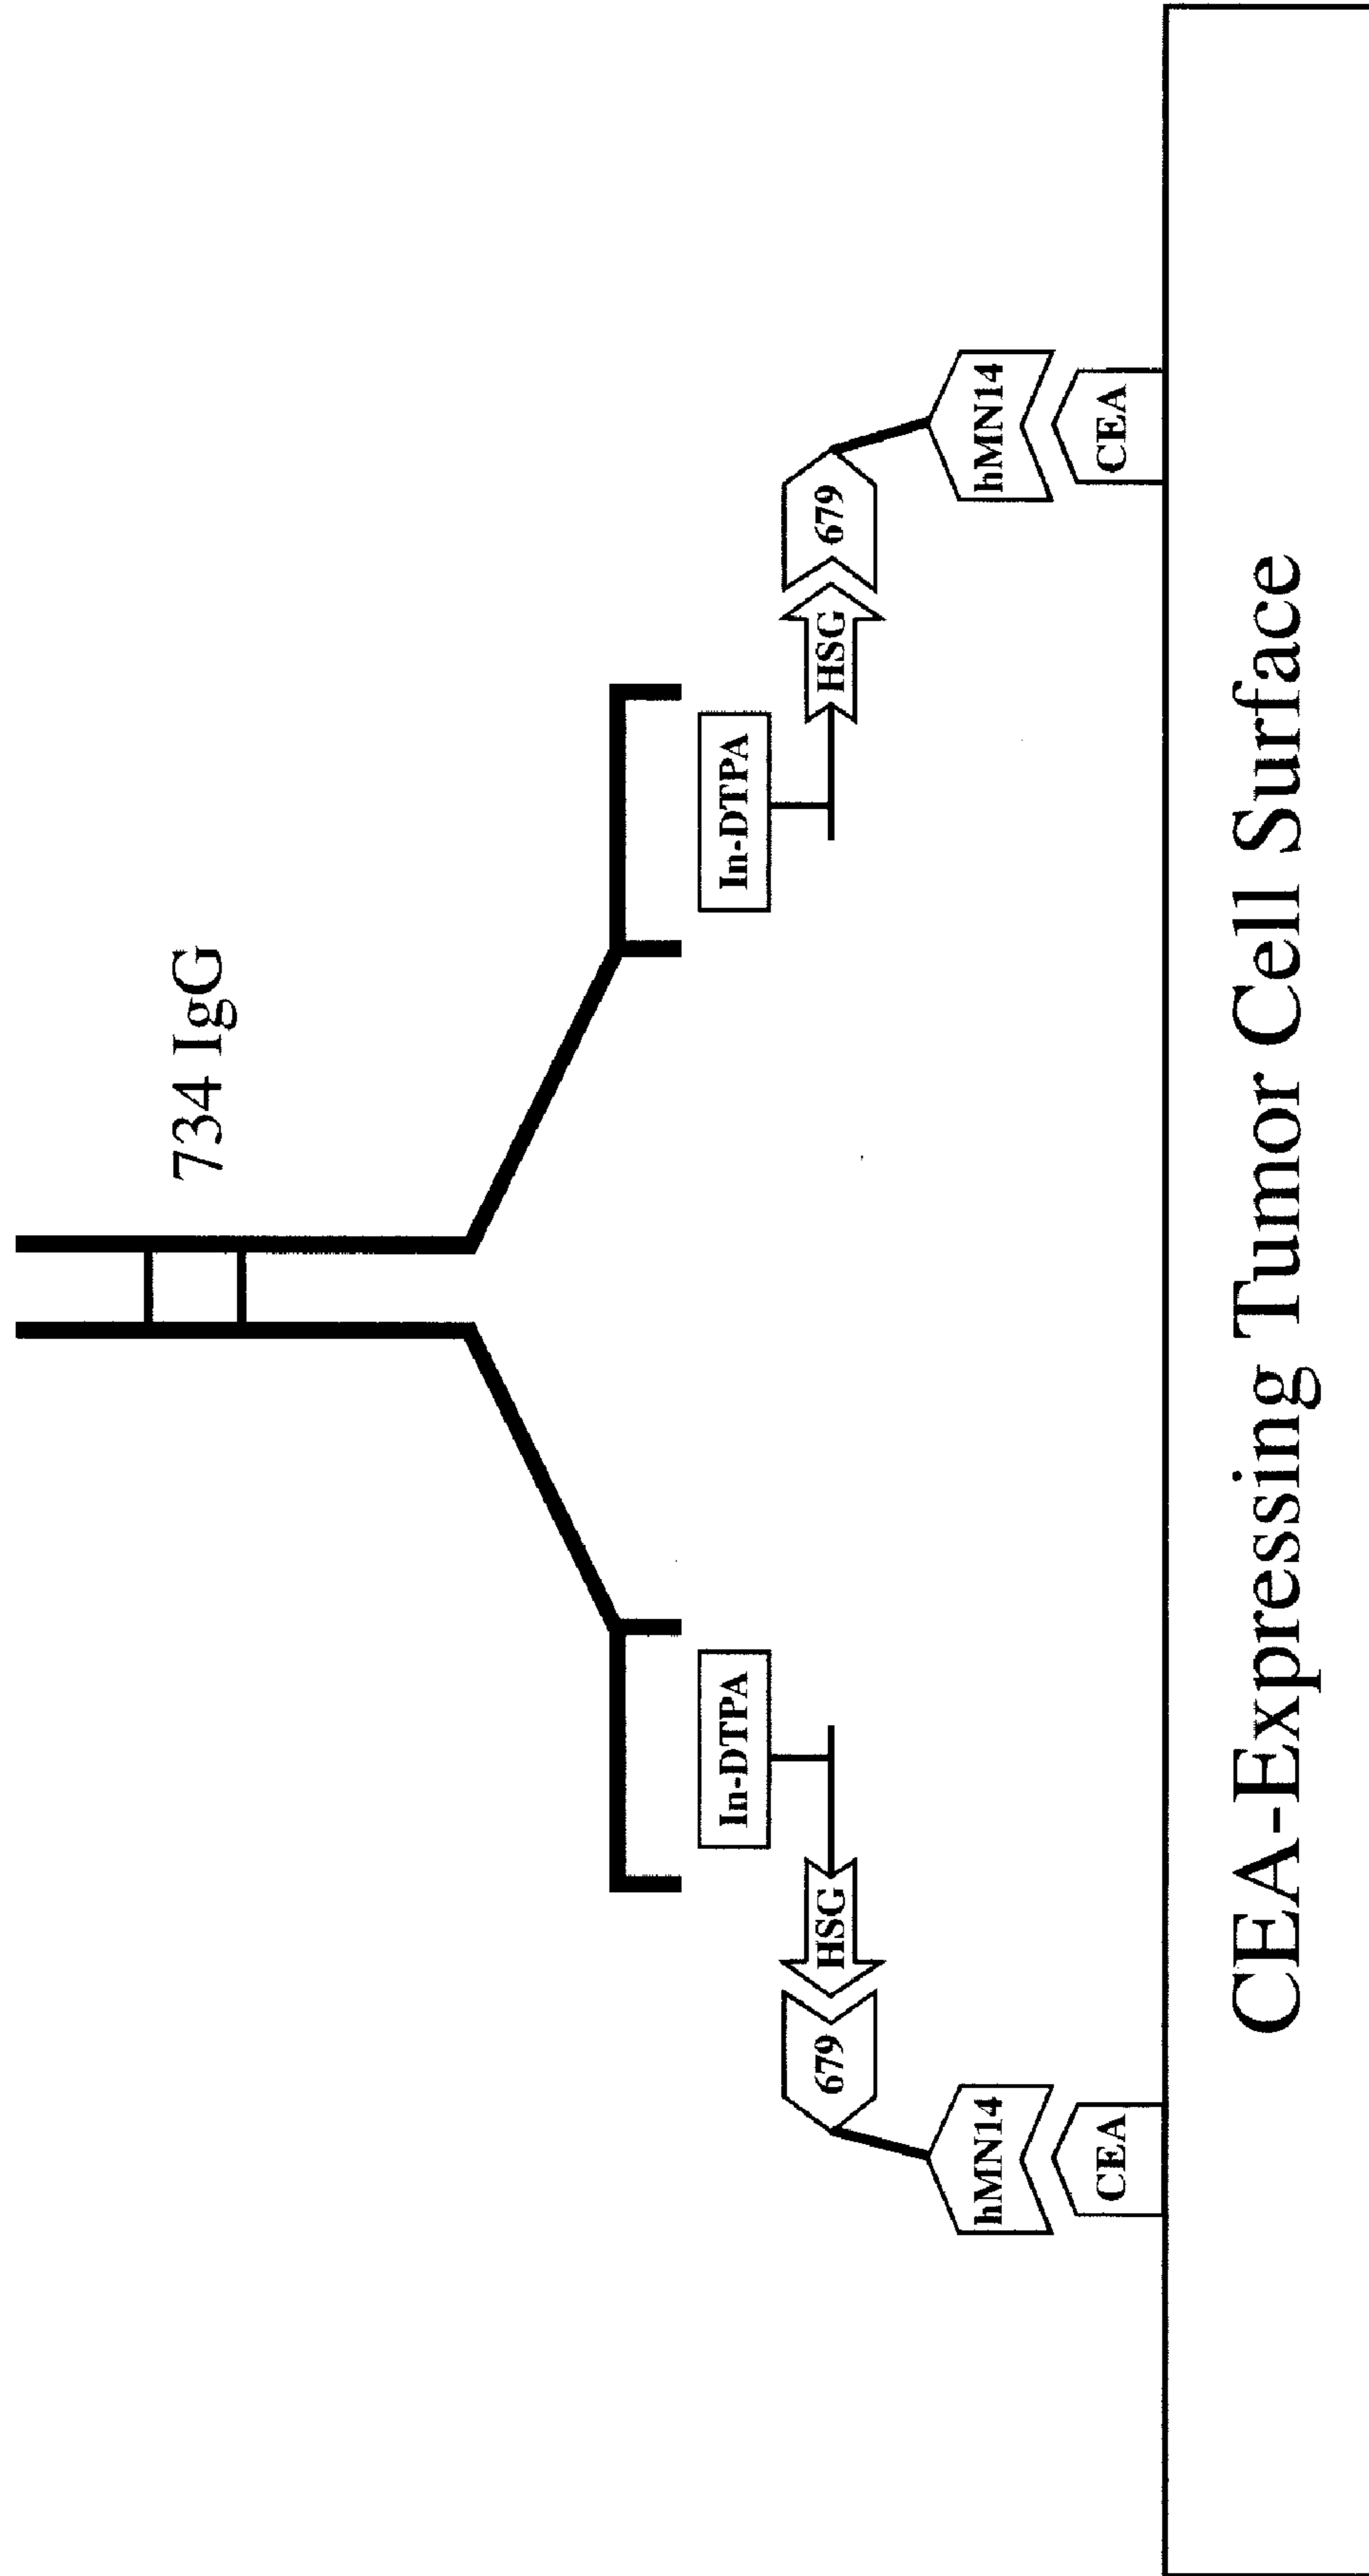 734 IgG
In-DTPA
In-DTPA
679
HSG
HSG
679
hMN14
hMN14
CEA
CEA
CEA-Expressing Tumor Cell Surface